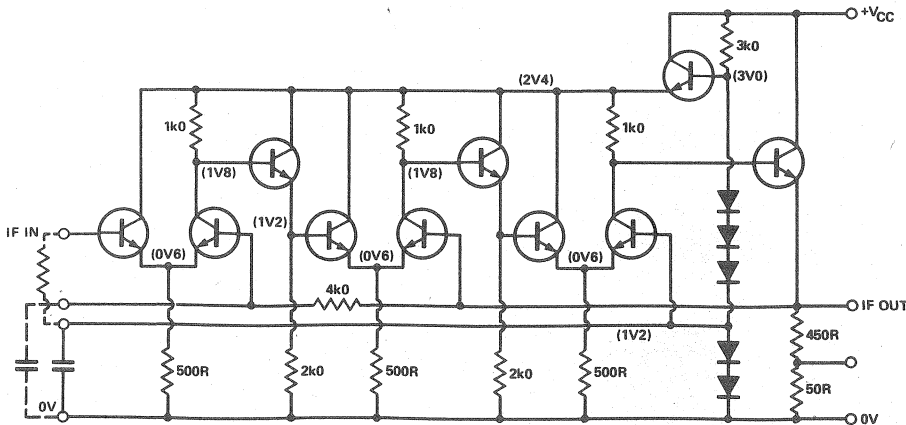 +VCC
3k0
(3V0)
(2V4)
1k0
1k0
1k0
(1V8)
(1V8)
(1V2)
IF IN
(0V6)
(0V6)
(0V6)
4k0
IF OUT
(1V2)
450R
500R
2k0
500R
2k0
500R
50R
0V
0V